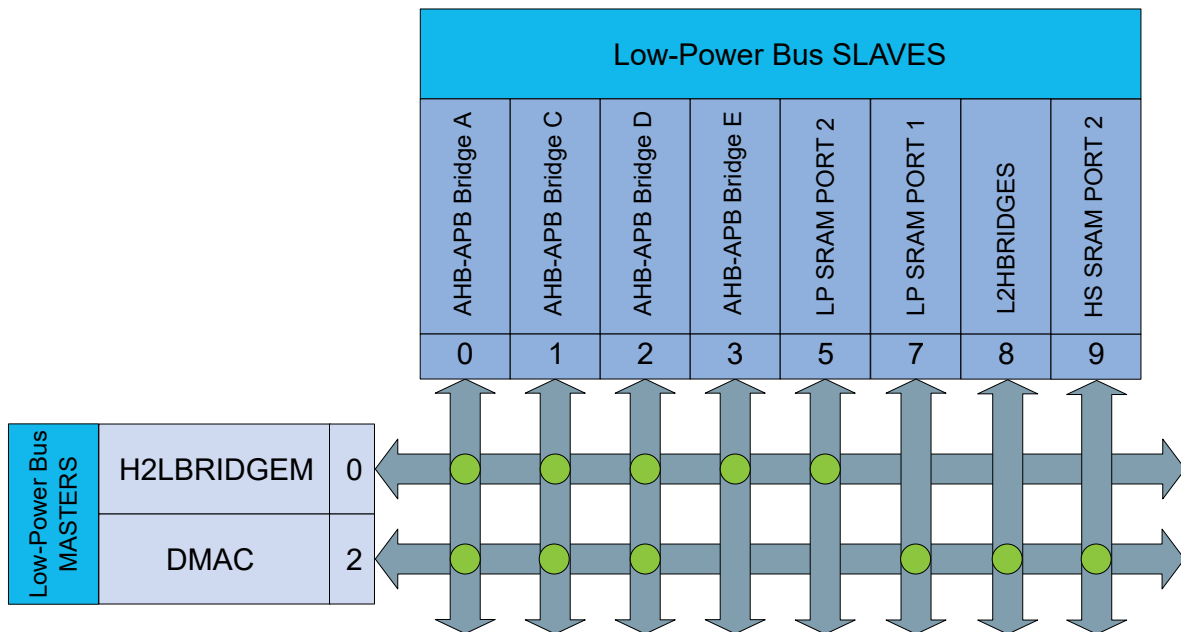 Low-Power Bus SLAVES
AHB-APB Bridge A
AHB-APB Bridge C
AHB-APB Bridge D
AHB-APB Bridge E
LP SRAM PORT 2
LP SRAM PORT 1
L2HBRIDGES
HS SRAM PORT 2
0 1 2 3 5 7 8 9
Low-Power Bus
MASTERS
H2LBRIDGEM 0
DMAC 2